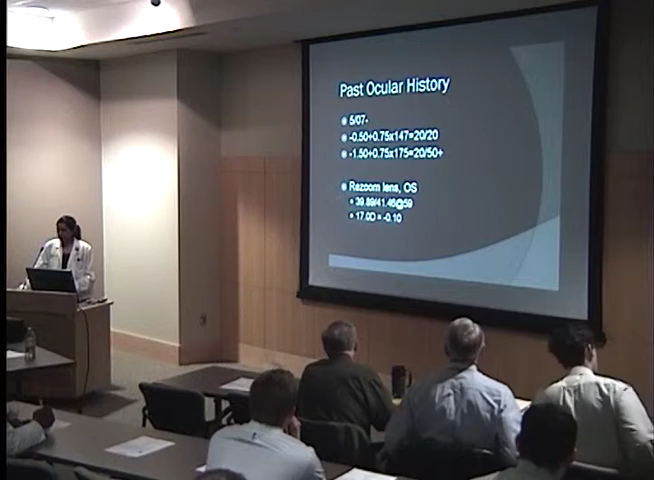 Past Ocular History
5/07-
-0.50+0.75x147=20/20
-1.50+0.75x175=20/50+
Rezoom lens, OS
39.89/41.46@59
17.0D = -0.10